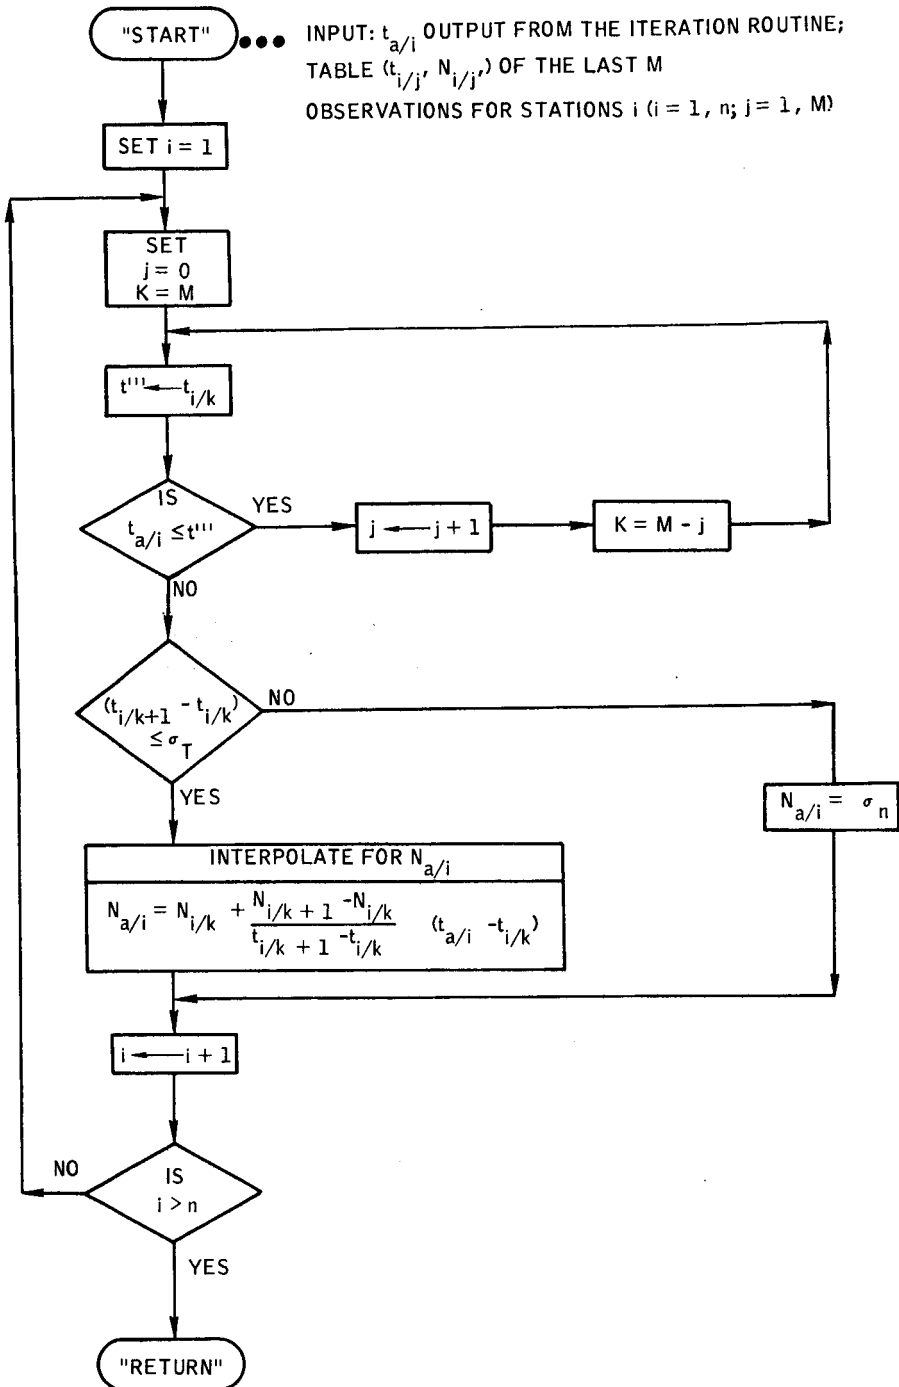 "START"
INPUT: t_a/i OUTPUT FROM THE ITERATION ROUTINE;
TABLE (t_i/j, N_i/j,) OF THE LAST M
OBSERVATIONS FOR STATIONS i (i = 1, n; j = 1, M)
SET i = 1
SET
j = 0
K = M
t''' ← t_i/k
IS
t_a/i ≤ t'''
YES
j ← j + 1
K = M - j
NO
(t_i/k+1 - t_i/k)
≤ σ_T
NO
YES
N_a/i = σ_n
INTERPOLATE FOR N_a/i
N_a/i = N_i/k + (N_i/k + 1 - N_i/k)/(t_i/k + 1 - t_i/k) (t_a/i - t_i/k)
i ← i + 1
NO
IS
i > n
YES
"RETURN"